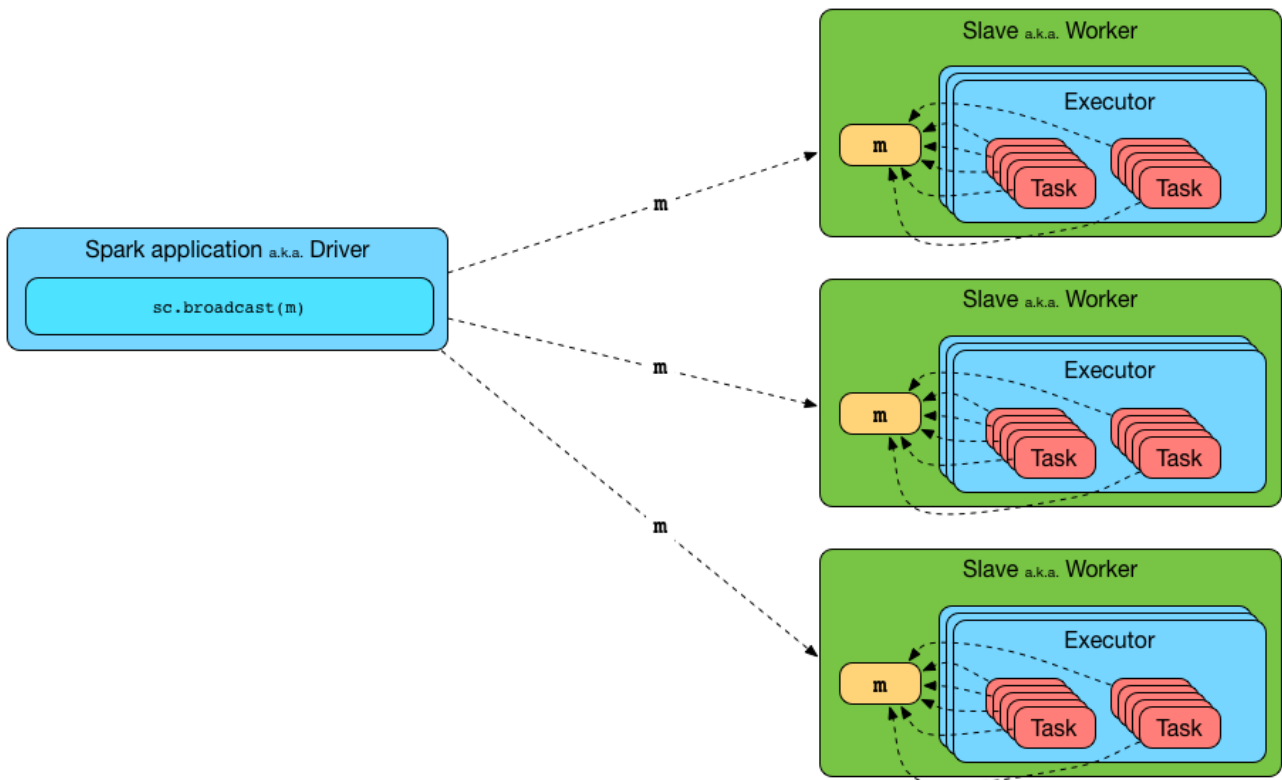 Slave a.k.a. Worker
Executor
m
Task Task
m
Spark application a.k.a. Driver
sc.broadcast(m)
Slave a.k.a. Worker
m
Executor
m
Task Task
m
Slave a.k.a. Worker
Executor
m
Task Task